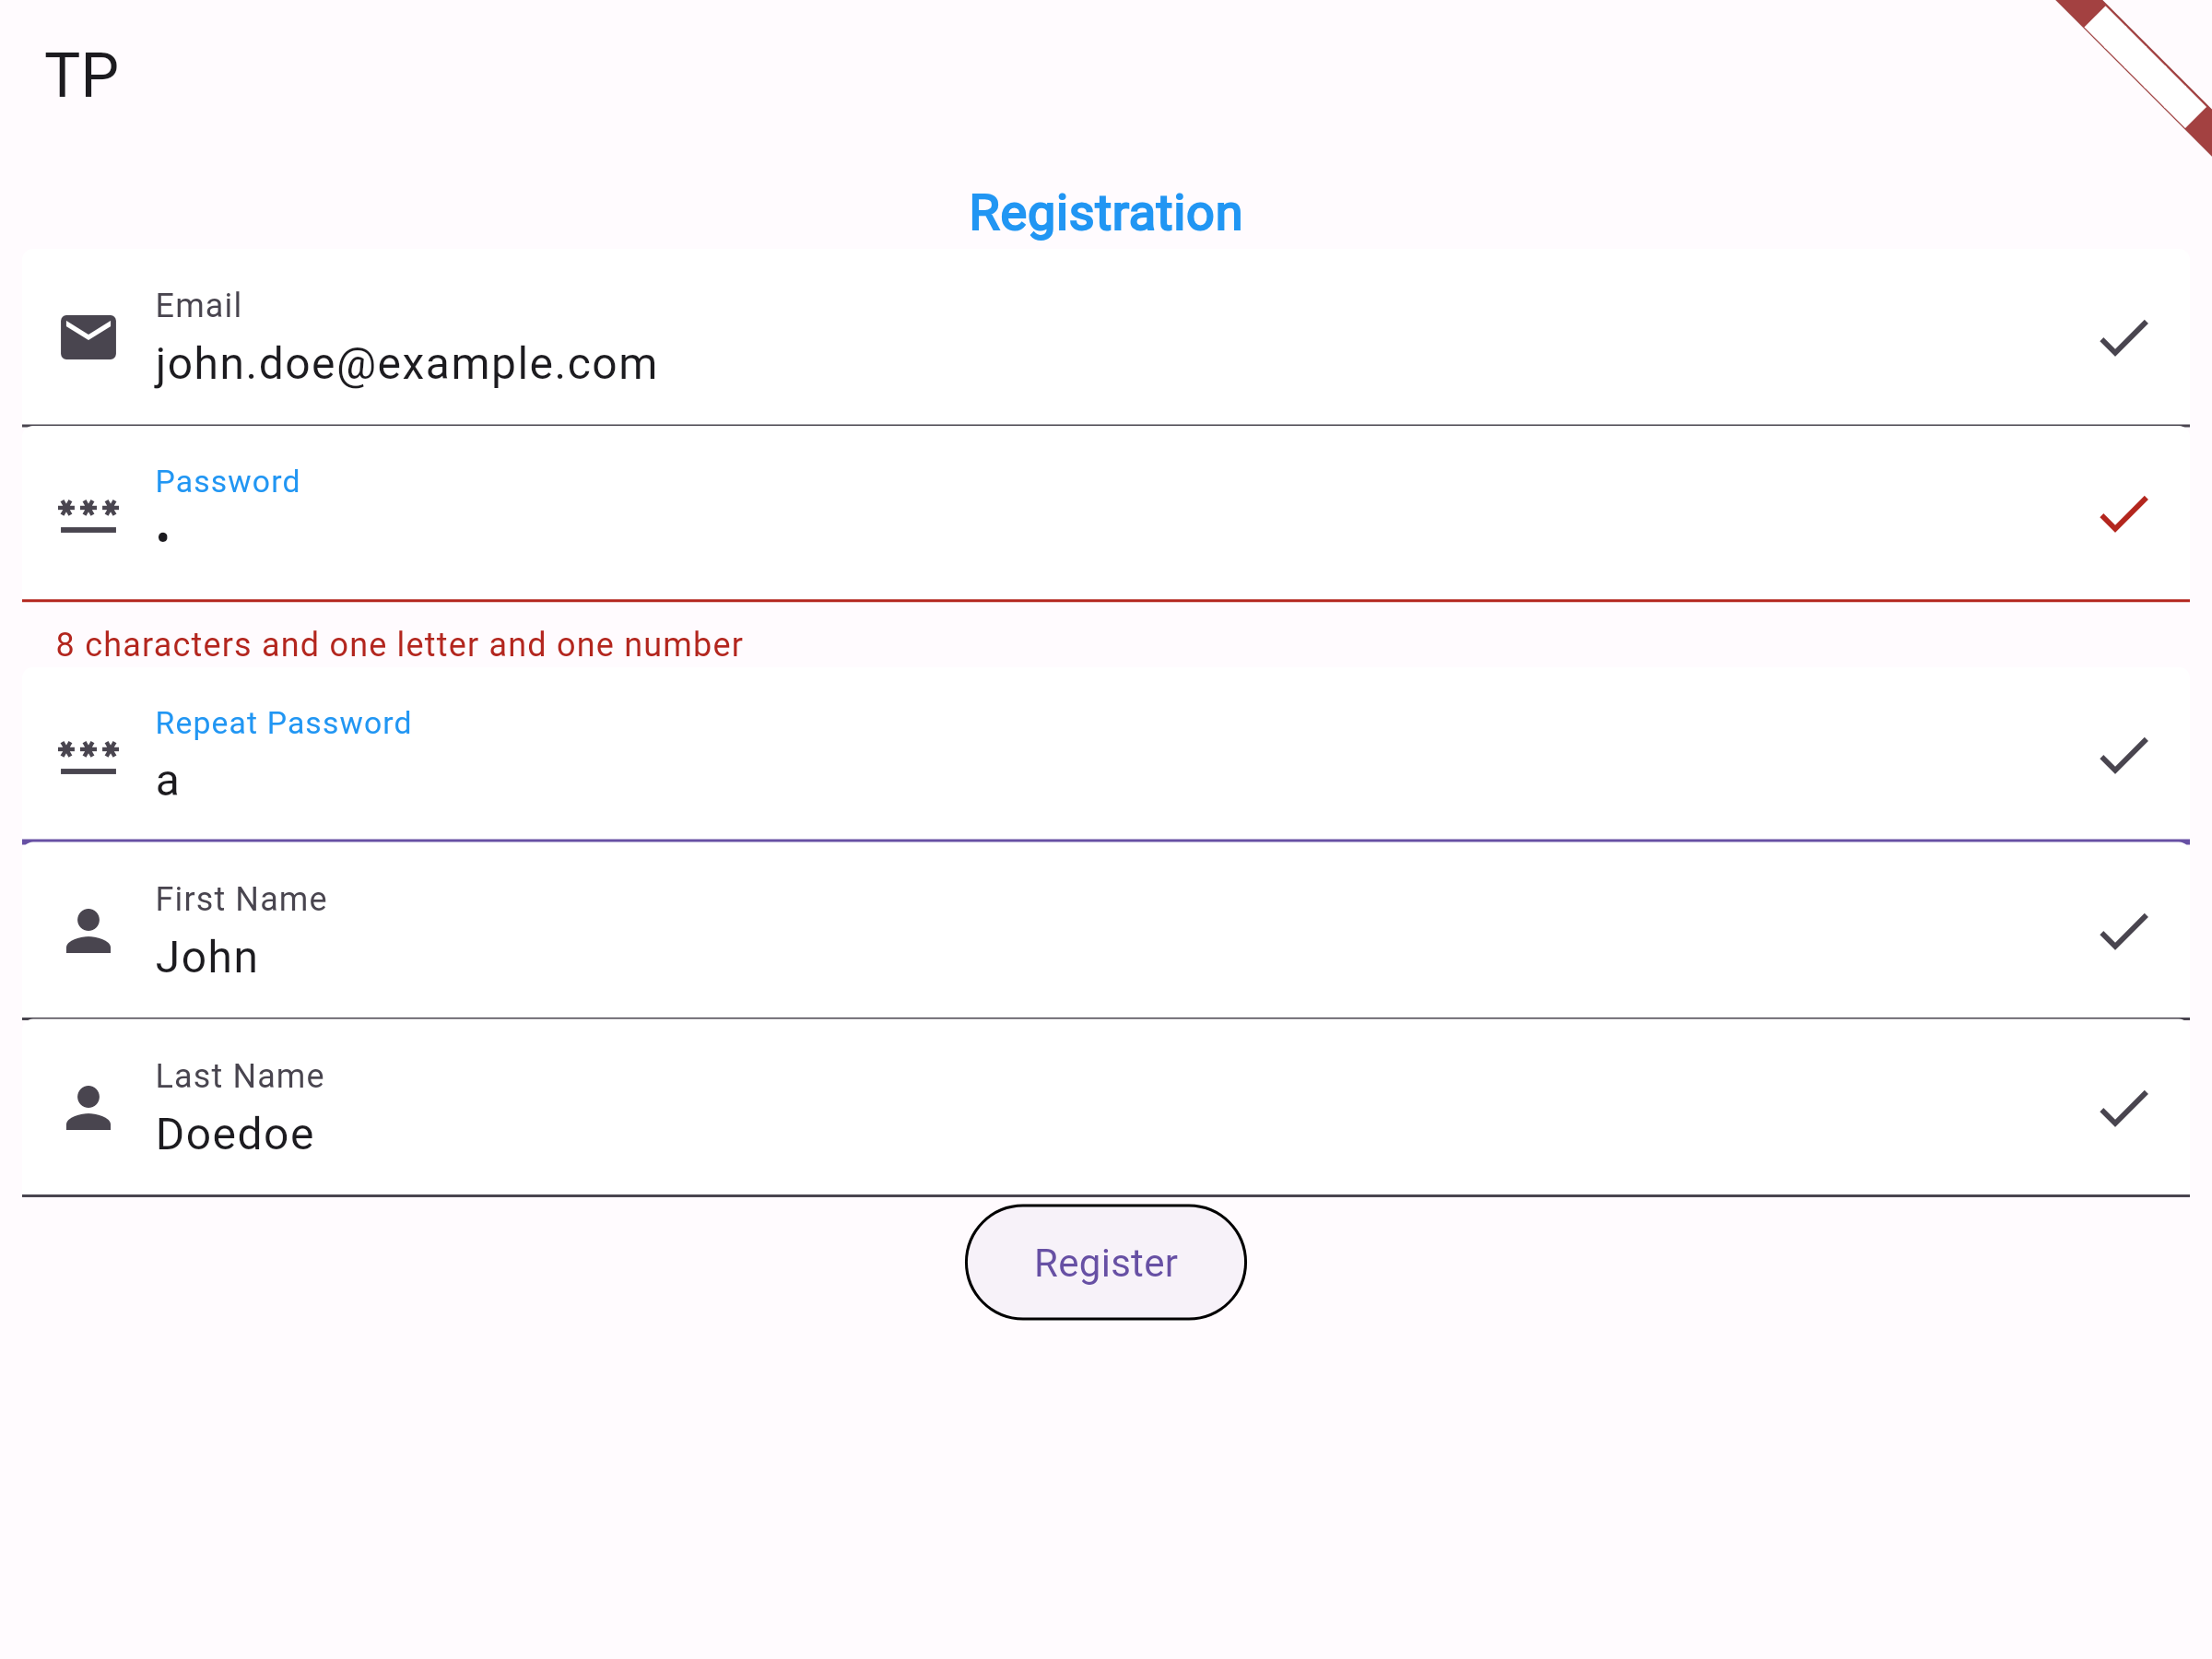 TP
Registration
Email
john.doe@example.com
Password
•
8 characters and one letter and one number
Repeat Password
a
First Name
John
Last Name
Doedoe
Register